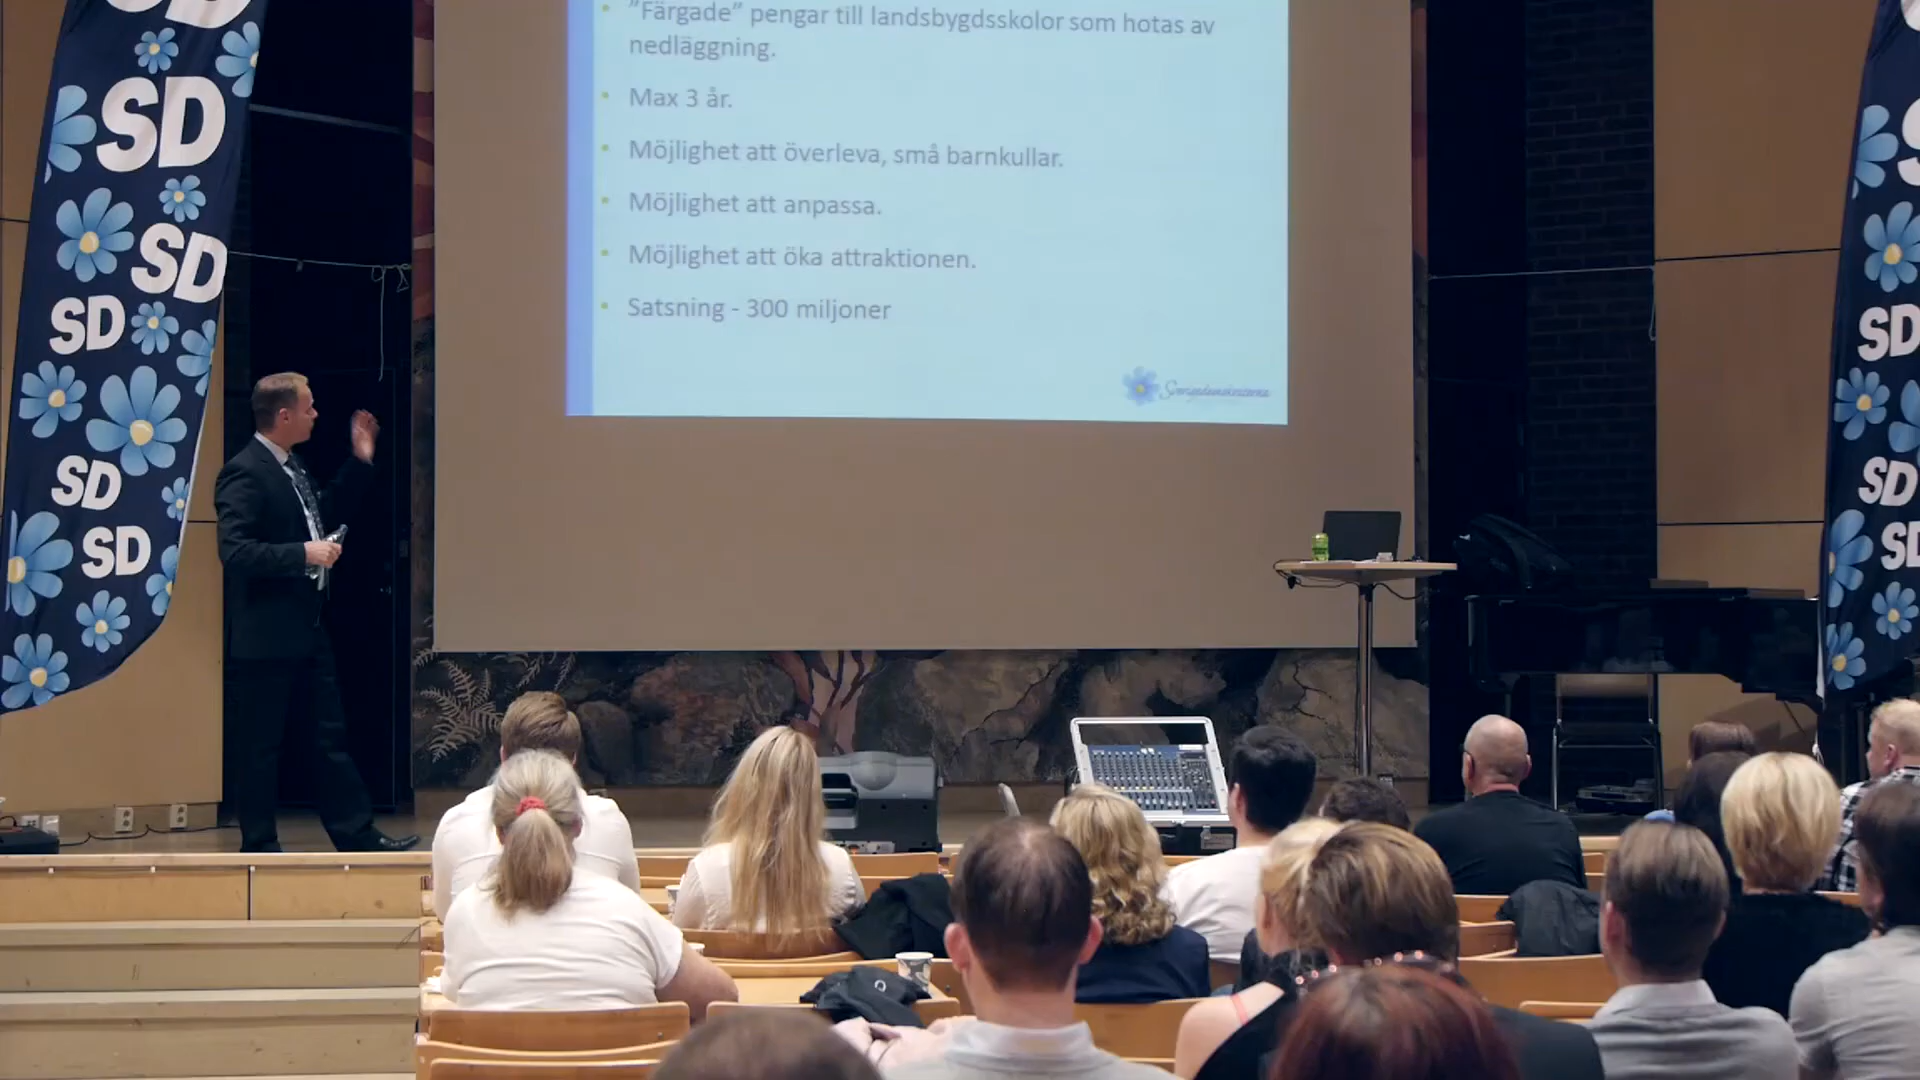 "Färgade" pengar till landsbygdsskolor som hotas av
nedläggning.
Max 3 år.
Möjlighet att överleva, små barnkullar.
Möjlighet att anpassa.
Möjlighet att öka attraktionen.
Satsning - 300 miljoner
Sverigedemokraterna
SD
SD
SD
SD
SD
SD
SD
SD